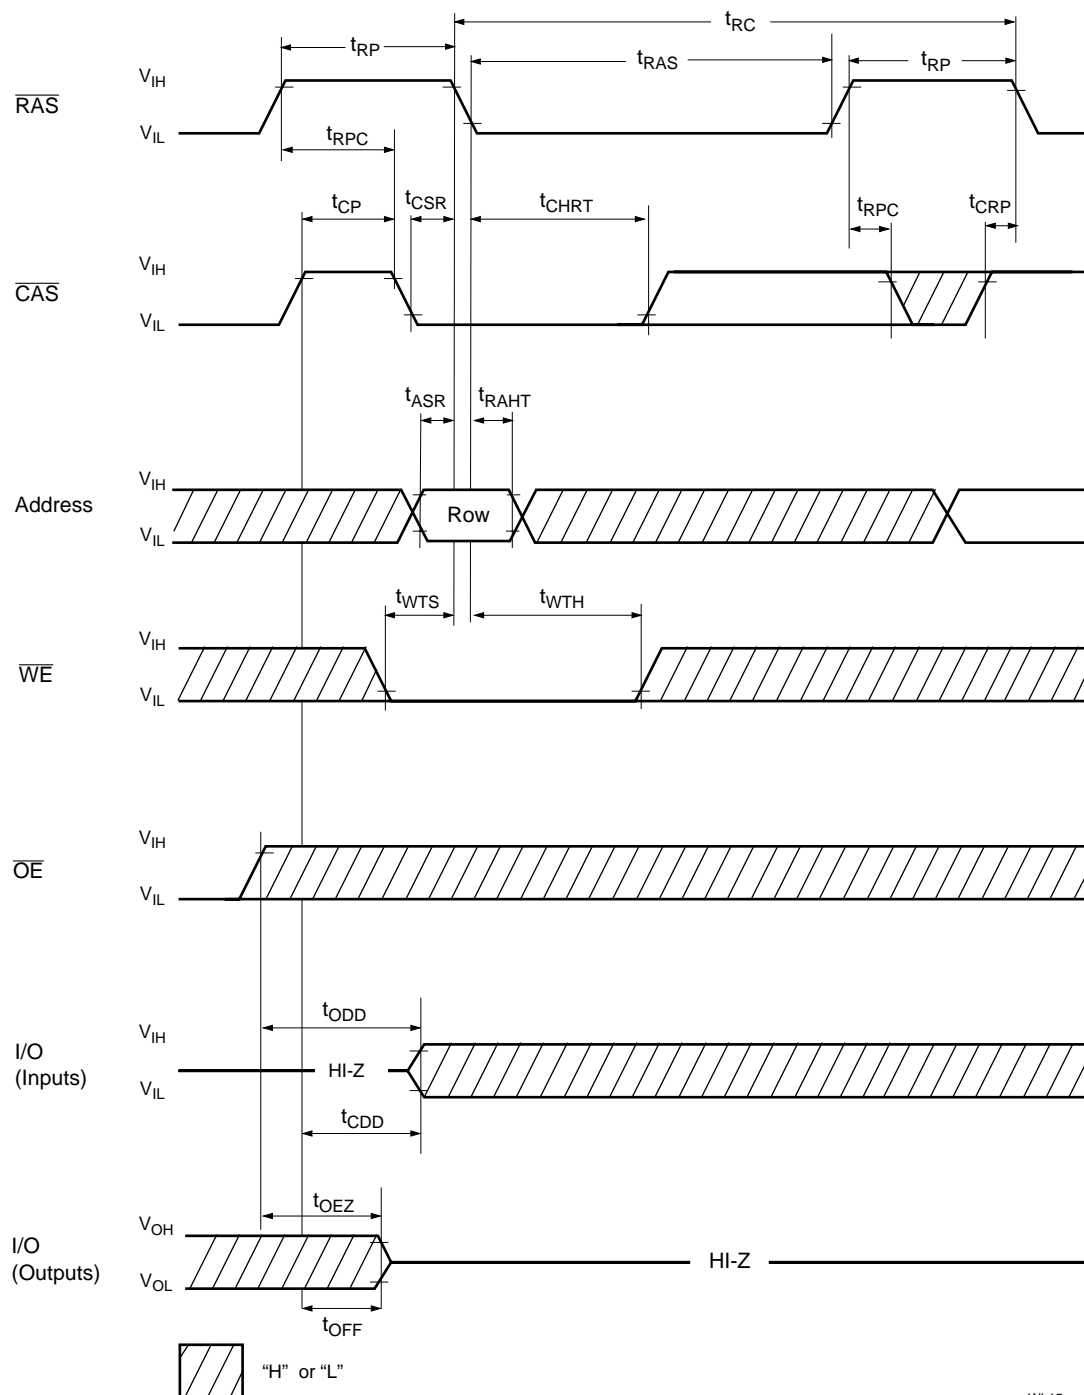 tRC
tRP
tRAS
tRP
VIH
RAS
VIL
tRPC
tCP
tCSR
tCHRT
tRPC
tCRP
VIH
CAS
VIL
tASR
tRAHT
VIH
Address
Row
VIL
tWTS
tWTH
VIH
WE
VIL
VIH
OE
VIL
tODD
VIH
I/O
(Inputs)
HI-Z
VIL
tCDD
tOEZ
VOH
I/O
(Outputs)
HI-Z
VOL
tOFF
“H” or “L”